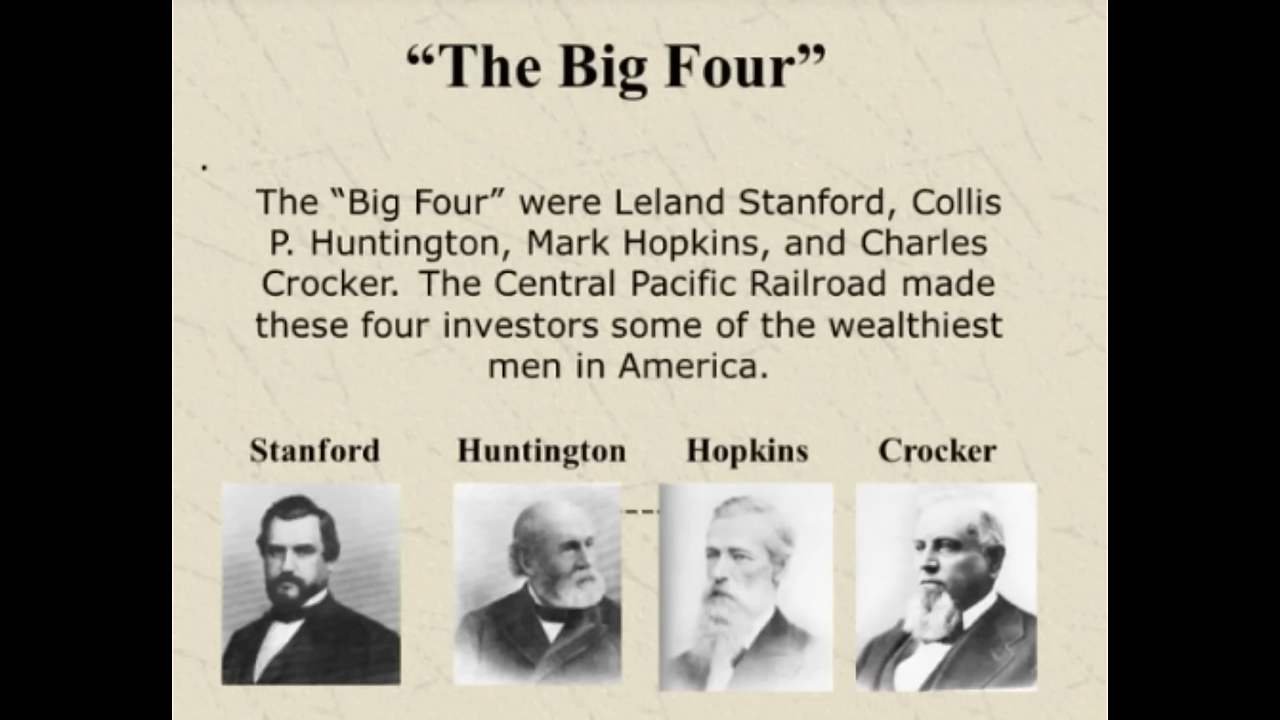 “The Big Four”
.
The “Big Four” were Leland Stanford, Collis
P. Huntington, Mark Hopkins, and Charles
Crocker. The Central Pacific Railroad made
these four investors some of the wealthiest
men in America.
Stanford Huntington Hopkins Crocker